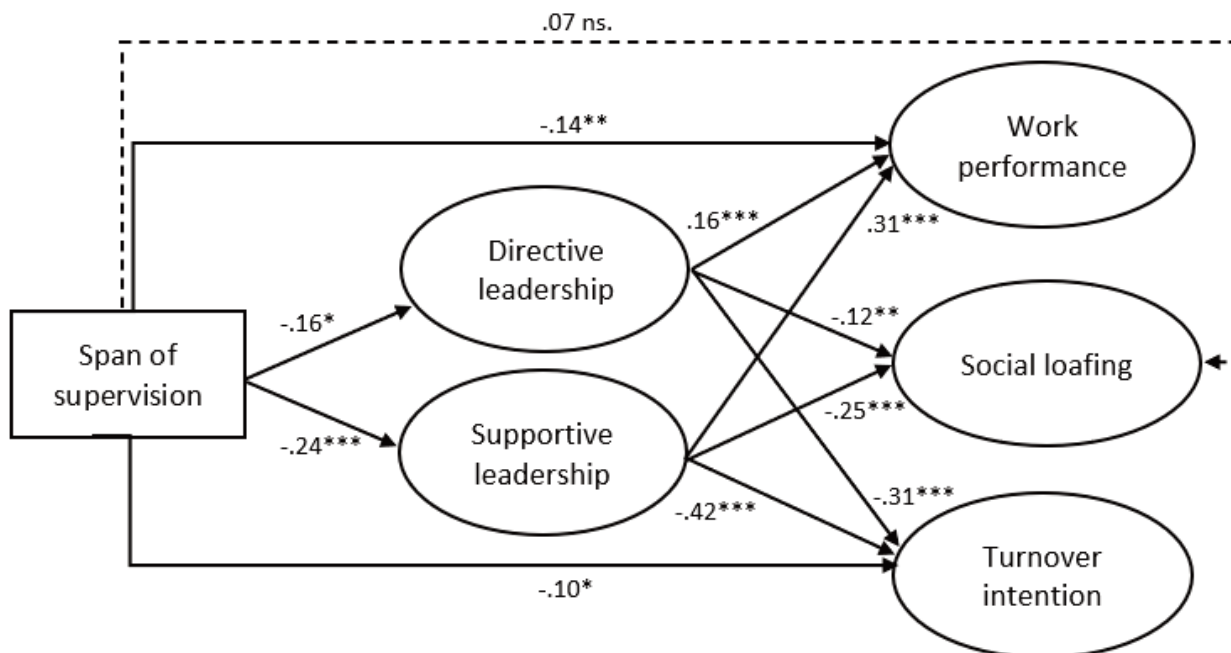 .07 ns.
-.14**
Work
performance
.16***
.31***
Directive
leadership
-.16*
-.12**
Span of
supervision
Social loafing
-.25***
-.24***
Supportive
leadership
-.42***
-.31***
Turnover
intention
-.10*